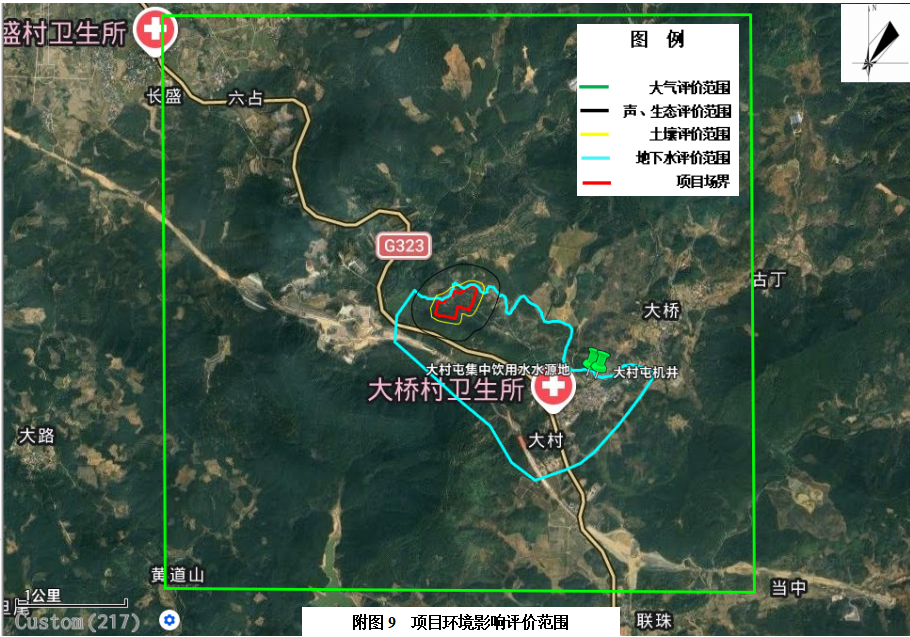 盛村卫生所
长盛
六占
图 例
大气评价范围
声、生态评价范围
土壤评价范围
地下水评价范围
项目场界
N
G323
古丁
大桥
大村屯集中饮用水水源地
大村屯机井
大桥村卫生所
大村
大路
黄道山
当中
1公里
Custom(217)
附图 9 项目环境影响评价范围
联珠